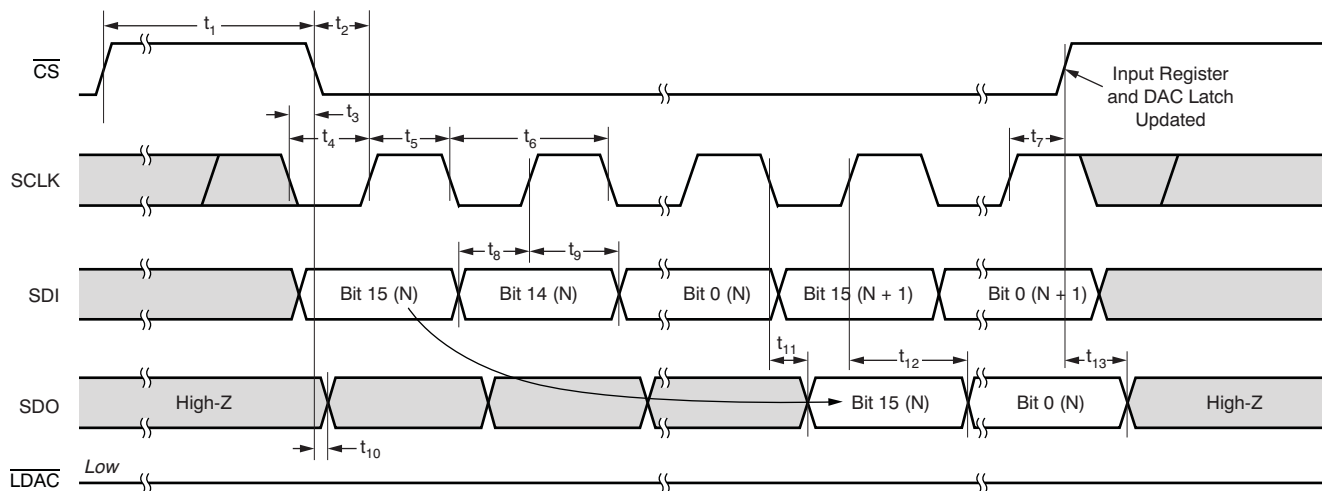 t1 t2
CS
Input Register
and DAC Latch
Updated
t3
t4 t5 t6 t7
SCLK
t8 t9
SDI Bit 15 (N) Bit 14 (N) Bit 0 (N) Bit 15 (N + 1) Bit 0 (N + 1)
t11 t12 t13
SDO High-Z Bit 15 (N) Bit 0 (N) High-Z
t10
Low
LDAC